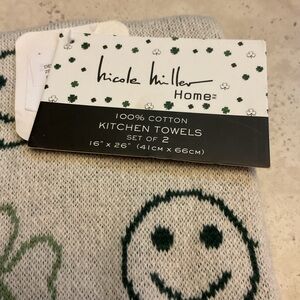 nicole miller
Home
100% COTTON
KITCHEN TOWELS
SET OF 2
16" x 26" (41CM x 66CM)